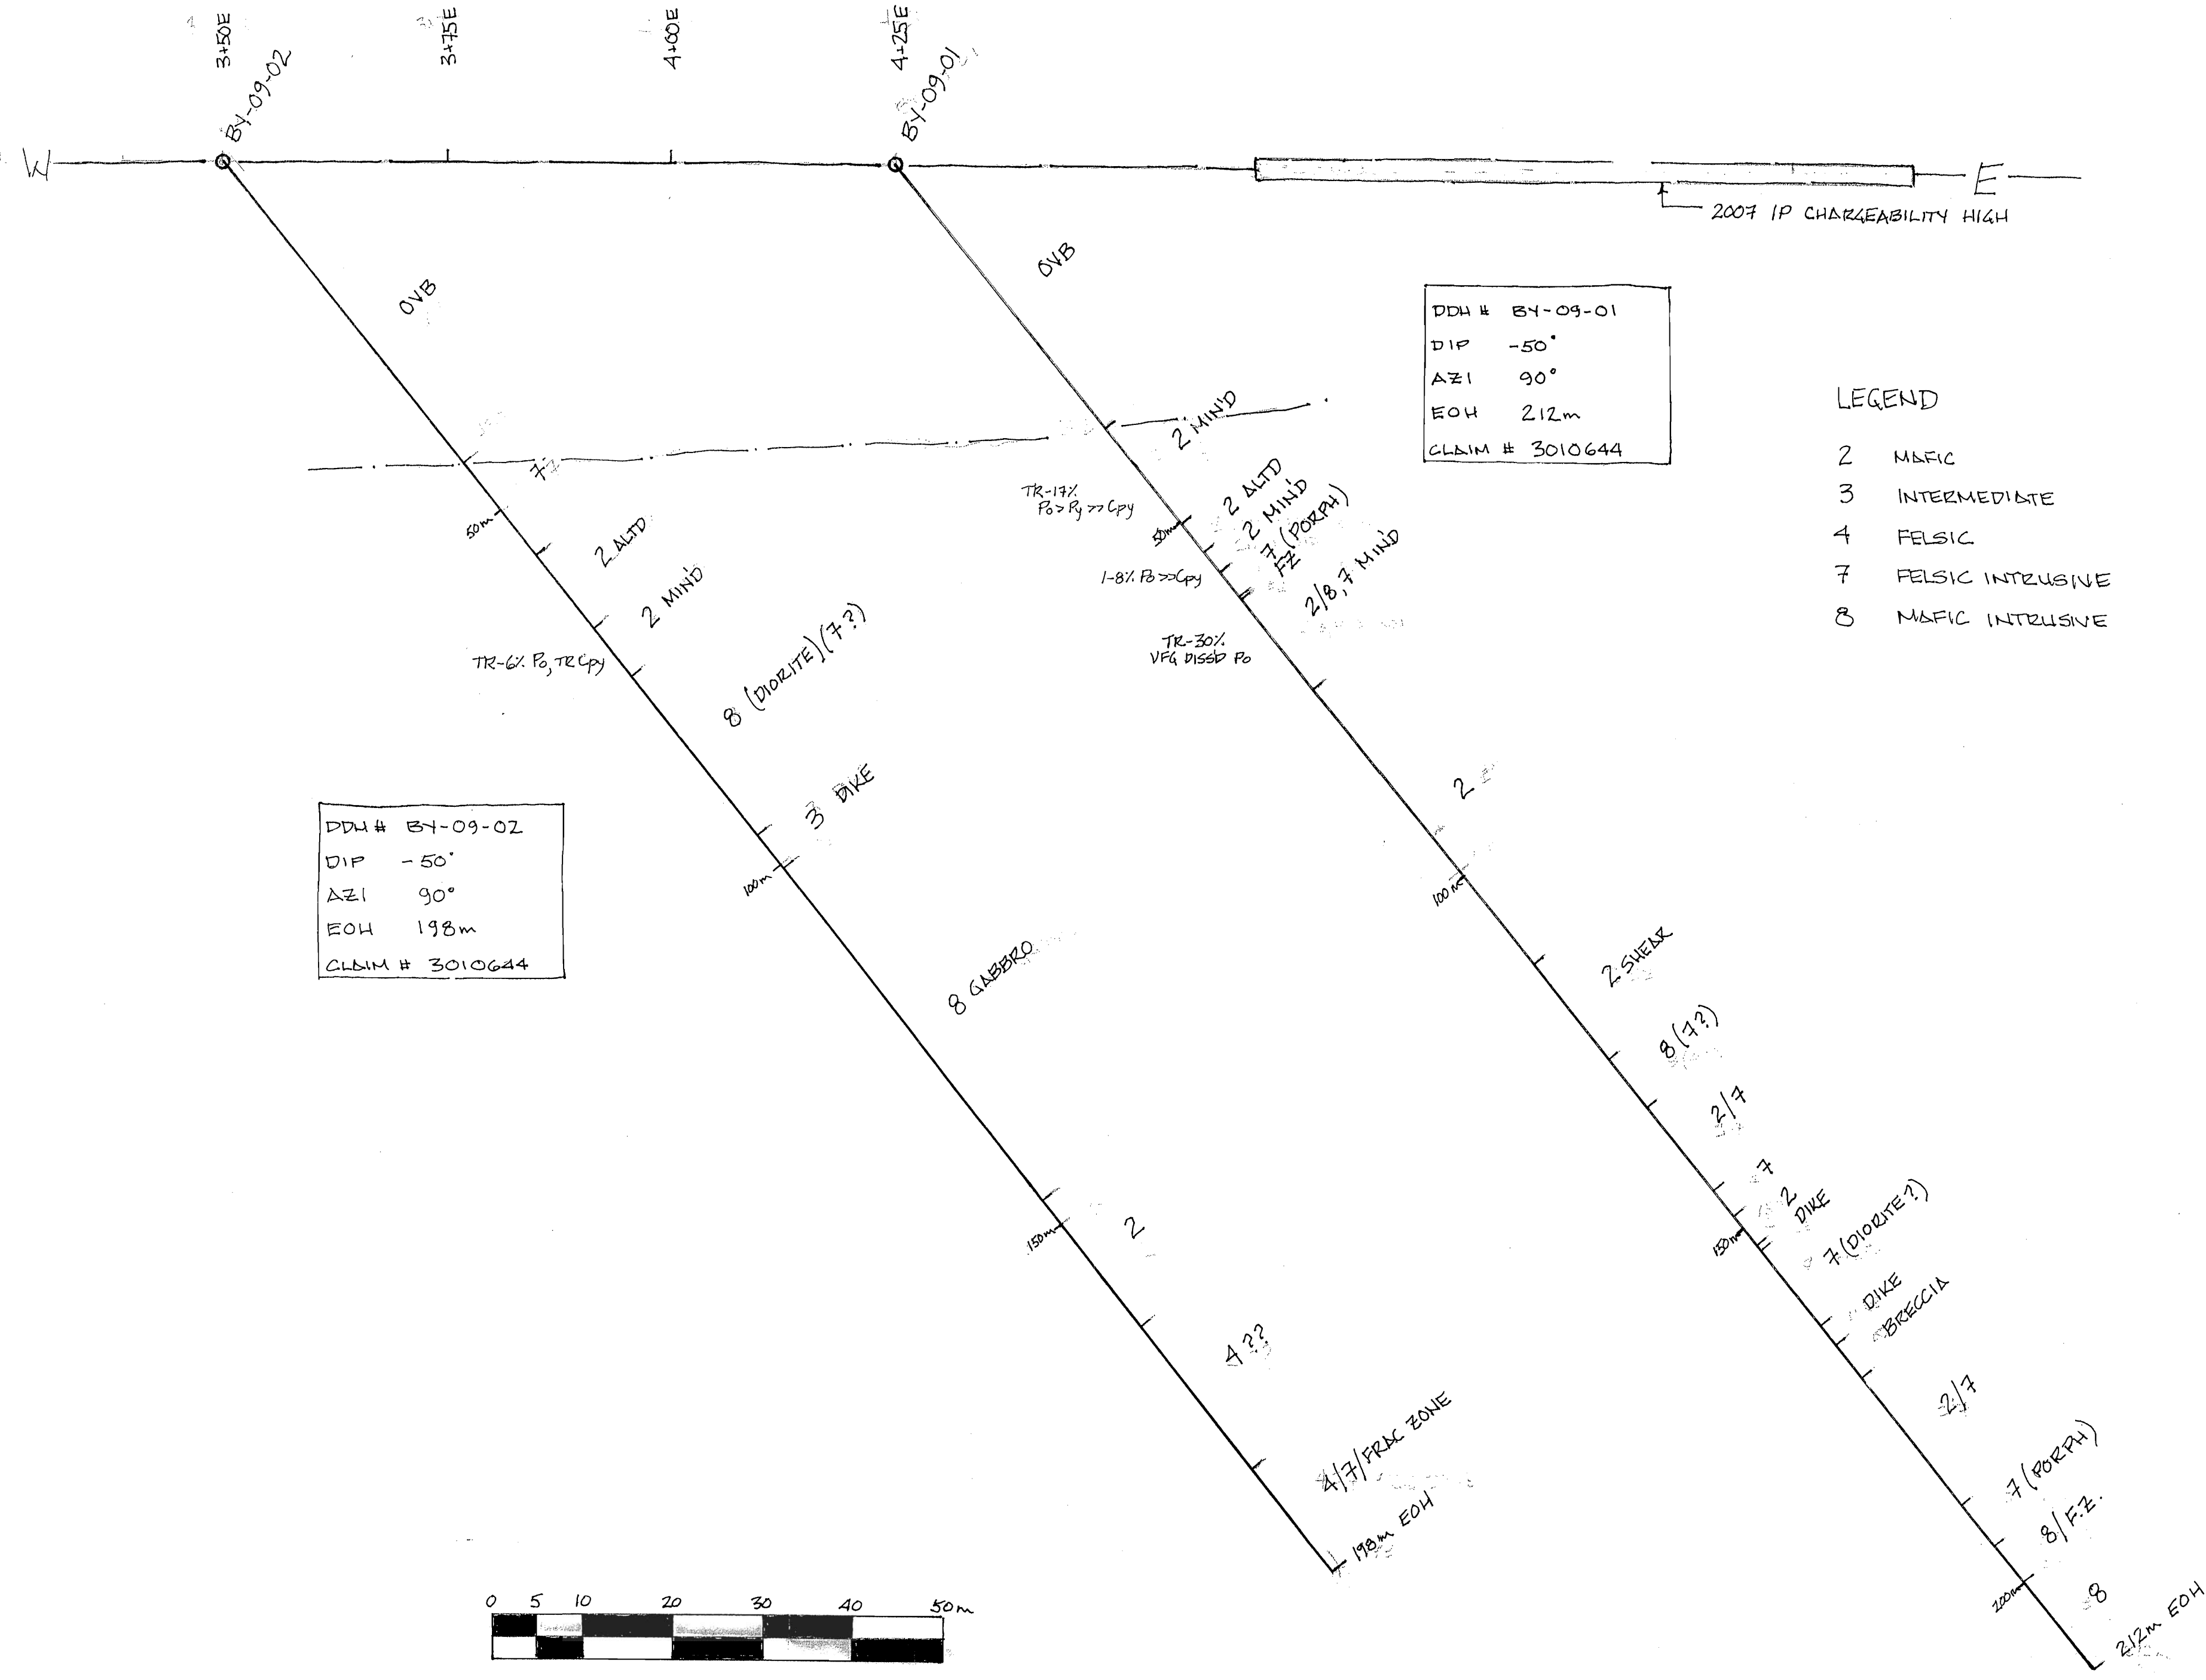 3+50E
3+75E
4+00E
4+25E
BY-09-02
BY-09-01
W
E
2007 IP CHARGEABILITY HIGH
OVB
OVB
DDH # BY-09-01
DIP -50°
AZI 90°
EOH 212m
CLAIM # 3010644
LEGEND
2 MAFIC
3 INTERMEDIATE
4 FELSIC
7 FELSIC INTRUSIVE
8 MAFIC INTRUSIVE
7
50m
2 ALTD
2 MIN'D
TR-6% Po, TR Cpy
8 (DIORITE)(7?)
3 DIKE
100m
8 GABBRO
150m
2
4 ??
4/7/FRAC ZONE
198m EOH
2 MIN'D
TR-17%
Po > Py >> Cpy
50m
2 ALTD
2 MIN'D
7 (PORPH)
FZ
2/8, 7 MIN'D
1-8% Po >> Cpy
TR-30%
VFG DISS'D Po
2
100m
2 SHEAR
8 (7?)
2/7
7
2
DIKE
150m
7 (DIORITE?)
DIKE
BRECCIA
2/7
7 (PORPH)
8/F.Z.
200m
8
212m EOH
DDH # BY-09-02
DIP -50°
AZI 90°
EOH 198m
CLAIM # 3010644
0 5 10 20 30 40 50m